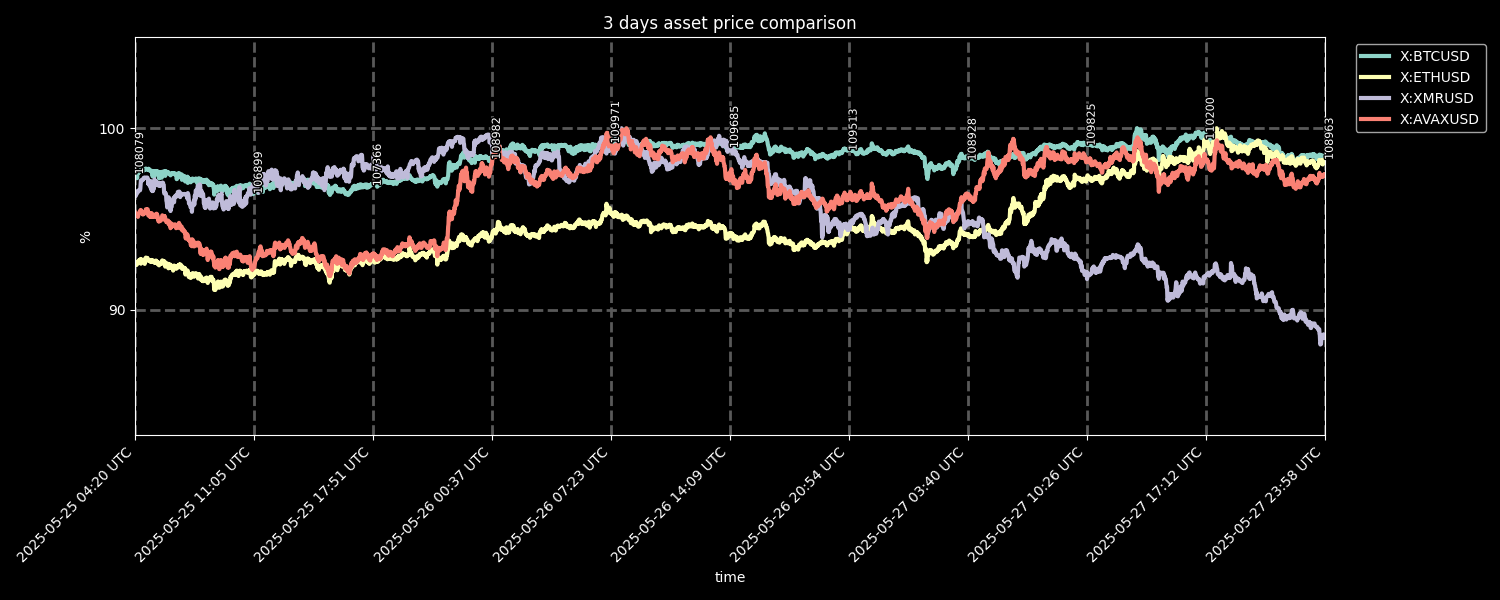 3 days asset price comparison
X:BTCUSD
X:ETHUSD
X:XMRUSD
X:AVAXUSD
100
90
%
108079
106899
107366
108982
109971
109685
109513
108928
109825
110200
108963
2025-05-25 04:20 UTC
2025-05-25 11:05 UTC
2025-05-25 17:51 UTC
2025-05-26 00:37 UTC
2025-05-26 07:23 UTC
2025-05-26 14:09 UTC
2025-05-26 20:54 UTC
2025-05-27 03:40 UTC
2025-05-27 10:26 UTC
2025-05-27 17:12 UTC
2025-05-27 23:58 UTC
time